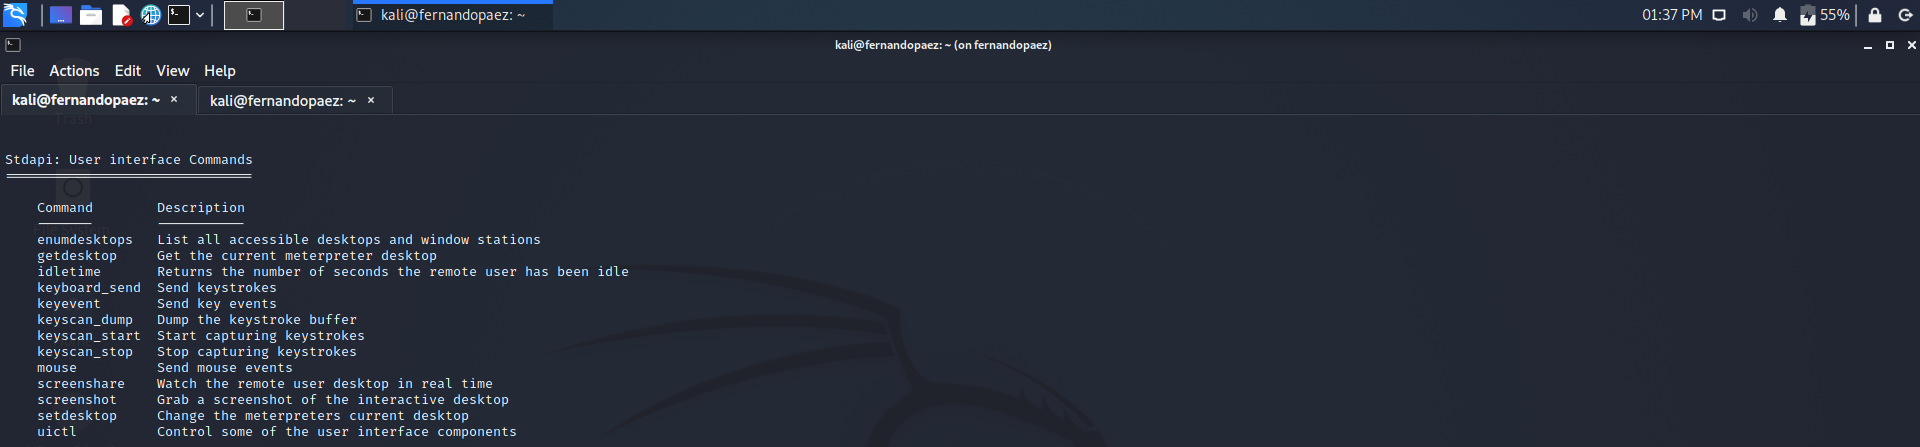 kali@fernandopaez: ~
01:37 PM
55%
kali@fernandopaez: ~ (on fernandopaez)
File Actions Edit View Help
kali@fernandopaez: ~ × kali@fernandopaez: ~ ×
Trash
Stdapi: User interface Commands
Command Description
File System
enumdesktops List all accessible desktops and window stations
getdesktop Get the current meterpreter desktop
idletime Returns the number of seconds the remote user has been idle
keyboard_send Send keystrokes
keyevent Send key events
keyscan_dump Dump the keystroke buffer
keyscan_start Start capturing keystrokes
keyscan_stop Stop capturing keystrokes
mouse Send mouse events
screenshare Watch the remote user desktop in real time
screenshot Grab a screenshot of the interactive desktop
setdesktop Change the meterpreters current desktop
uictl Control some of the user interface components